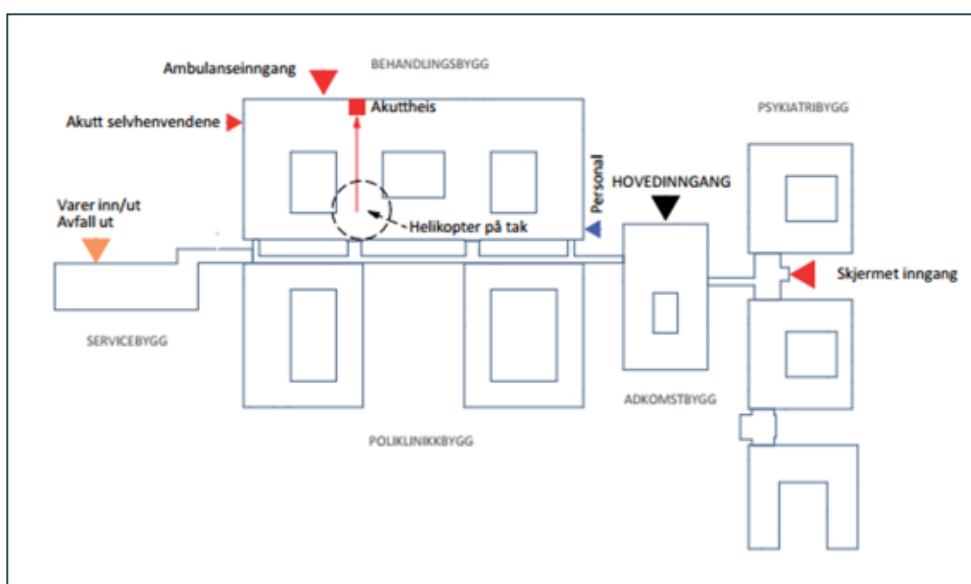 Ambulanseinngang
BEHANDLINGSBYGG
Akuttheis
Akutt selvhenvendene
PSYKIATRIBYGG
Personal
HOVEDINNGANG
Varer inn/ut
Avfall ut
Helikopter på tak
Skjermet inngang
SERVICEBYGG
ADKOMSTBYGG
POLIKLINIKKBYGG